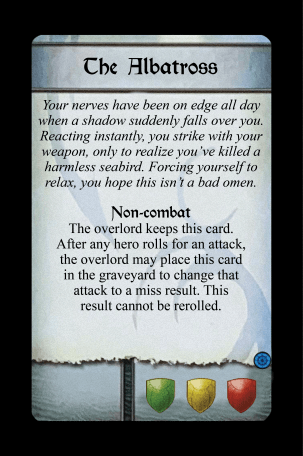 The Albatross
Your nerves have been on edge all day
when a shadow suddenly falls over you.
Reacting instantly, you strike with your
weapon, only to realize you've killed a
harmless seabird. Forcing yourself to
relax, you hope this isn't a bad omen.
Non-combat
The overlord keeps this card.
After any hero rolls for an attack,
the overlord may place this card
in the graveyard to change that
attack to a miss result. This
result cannot be rerolled.